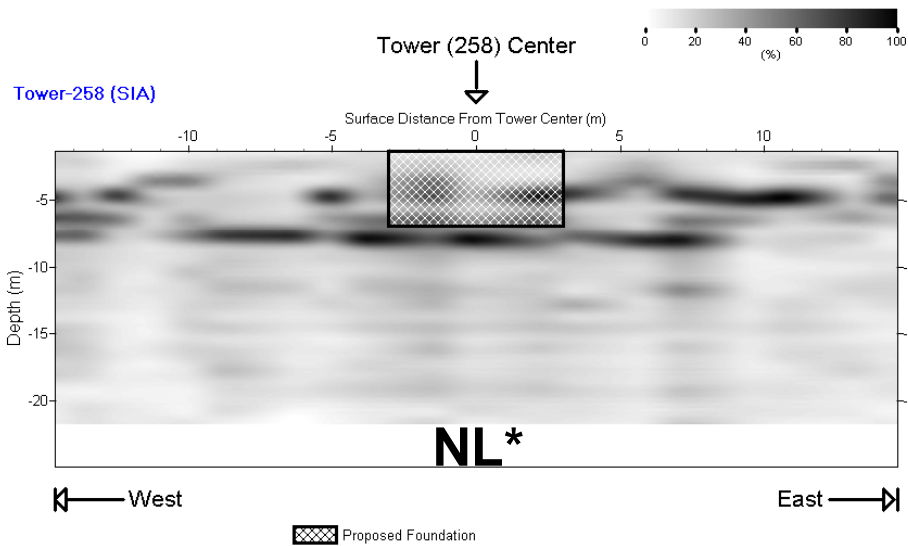 0 20 40 60 80 100
(%)
Tower (258) Center
Tower-258 (SIA)
Surface Distance From Tower Center (m)
-10 -5 0 5 10
Depth (m)
-5
-10
-15
-20
NL*
West East
Proposed Foundation